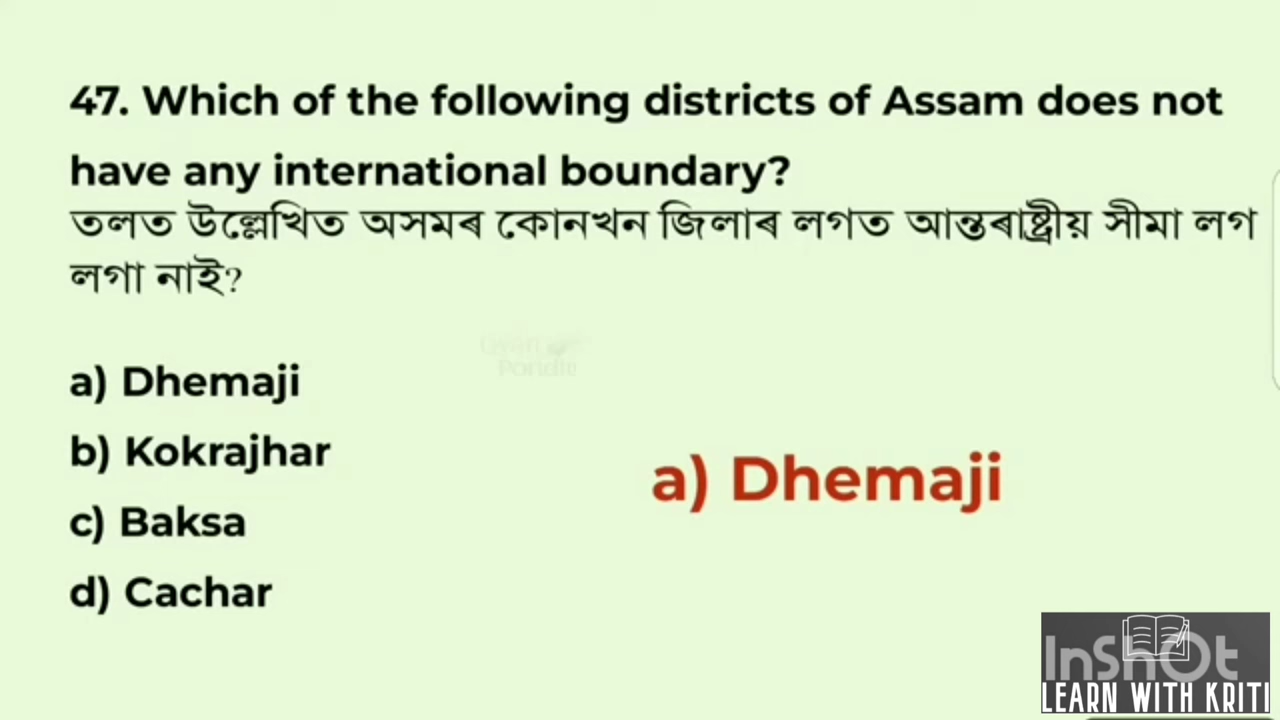 47. Which of the following districts of Assam does not
have any international boundary?
তলত উল্লেখিত অসমৰ কোনখন জিলাৰ লগত আন্তৰাষ্ট্ৰীয় সীমা লগ
লগা নাই?
a) Dhemaji
b) Kokrajhar
a) Dhemaji
c) Baksa
d) Cachar
InShOt
LEARN WITH KRITI